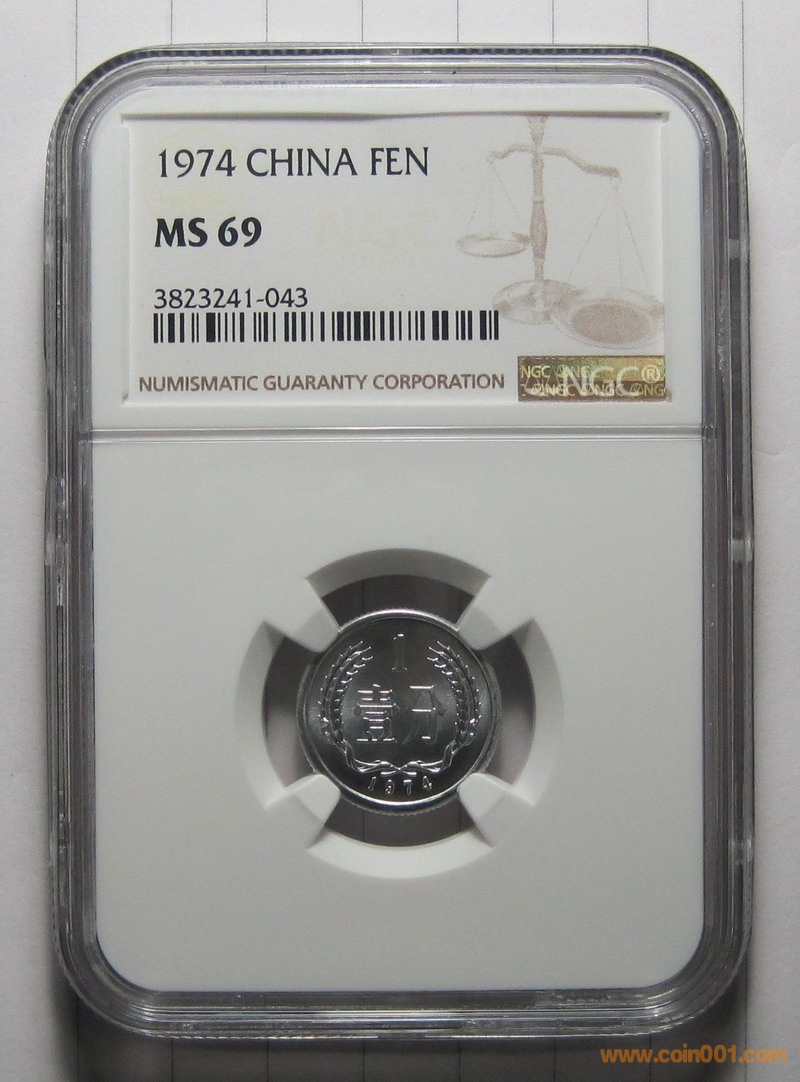 1974 CHINA FEN
MS 69
3823241-043
NUMISMATIC GUARANTY CORPORATION
NGC®
1
壹分
1974
www.coin001.com